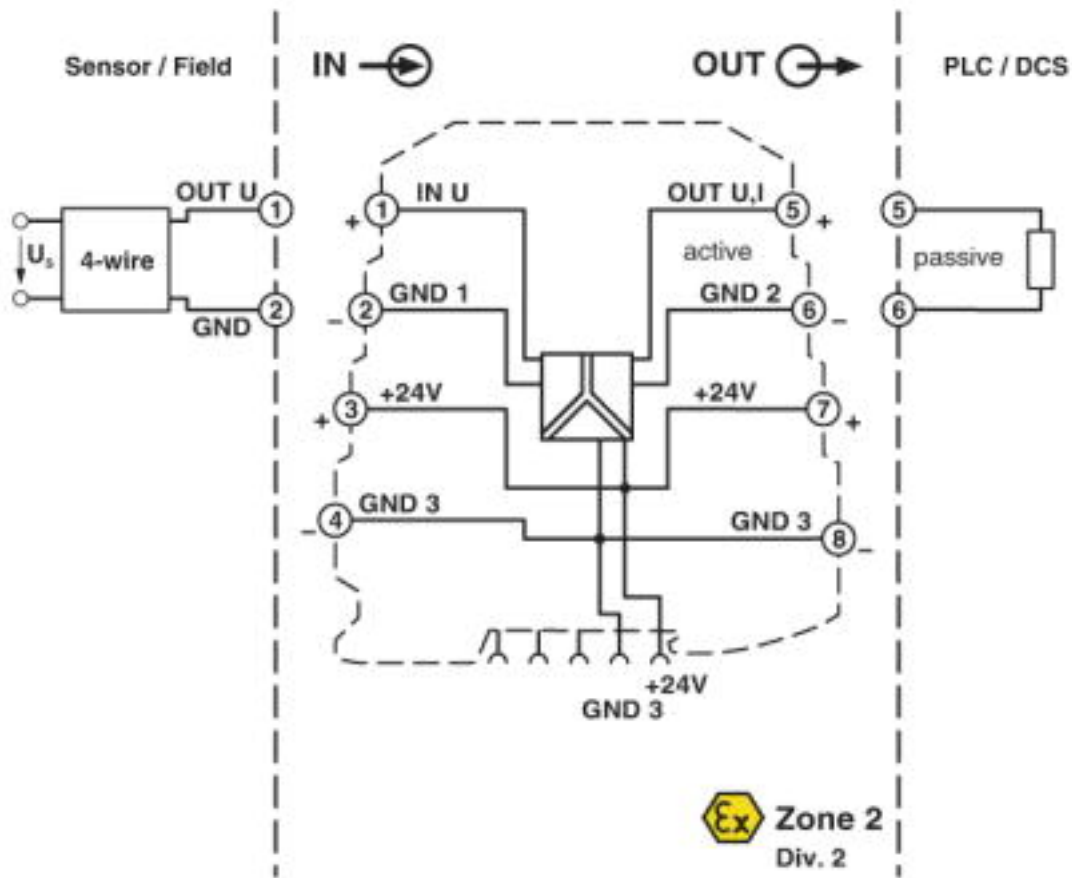 Sensor / Field
IN
OUT
PLC / DCS
OUT U
1
+
1
IN U
OUT U,I
5
+
5
Us
4-wire
active
passive
GND
2
-
2
GND 1
GND 2
6
-
6
+
3
+24V
+24V
7
+
-
4
GND 3
GND 3
8
-
+24V
GND 3
Ex
Zone 2
Div. 2